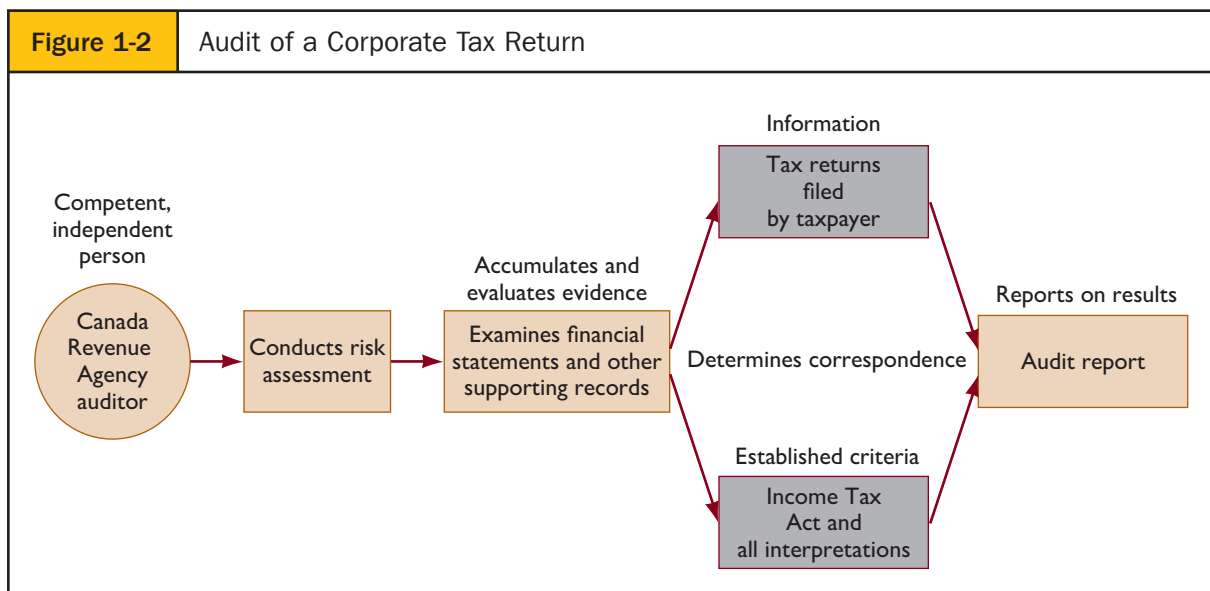 Figure 1-2
Audit of a Corporate Tax Return
Competent,
independent
person
Canada
Revenue
Agency
auditor
Conducts risk
assessment
Accumulates and
evaluates evidence
Examines financial
statements and other
supporting records
Information
Tax returns
filed
by taxpayer
Determines correspondence
Established criteria
Income Tax
Act and
all interpretations
Reports on results
Audit report